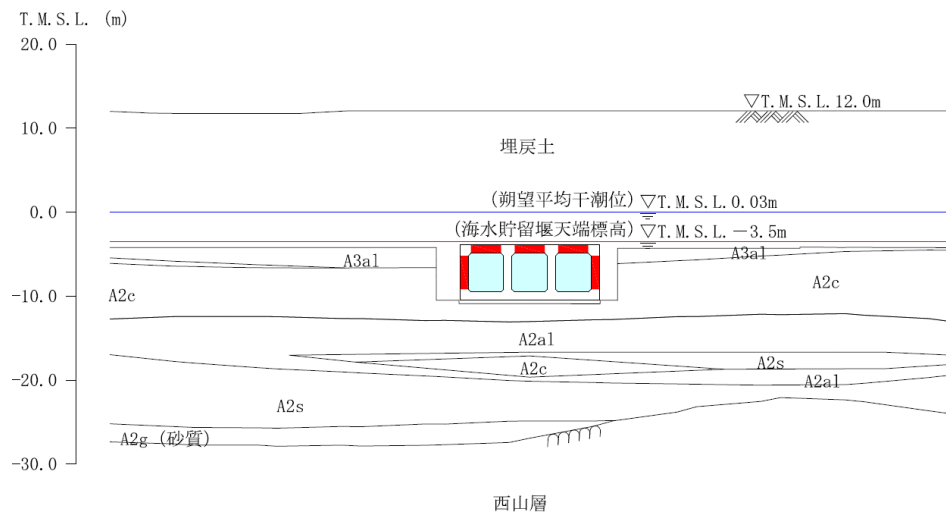 T.M.S.L. (m)
20.0
▽T.M.S.L.12.0m
10.0
埋戻土
(朔望平均干潮位) ▽T.M.S.L.0.03m
0.0
(海水貯留堰天端標高) ▽T.M.S.L.－3.5m
A3al
A3al
A2c
A2c
−10.0
A2al
A2s
A2c
A2al
−20.0
A2s
A2g (砂質)
−30.0
西山層